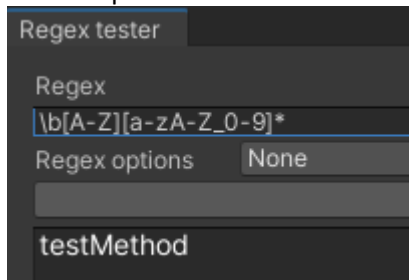 Regex tester
Regex
\b[A-Z][a-zA-Z_0-9]*
Regex options None
testMethod